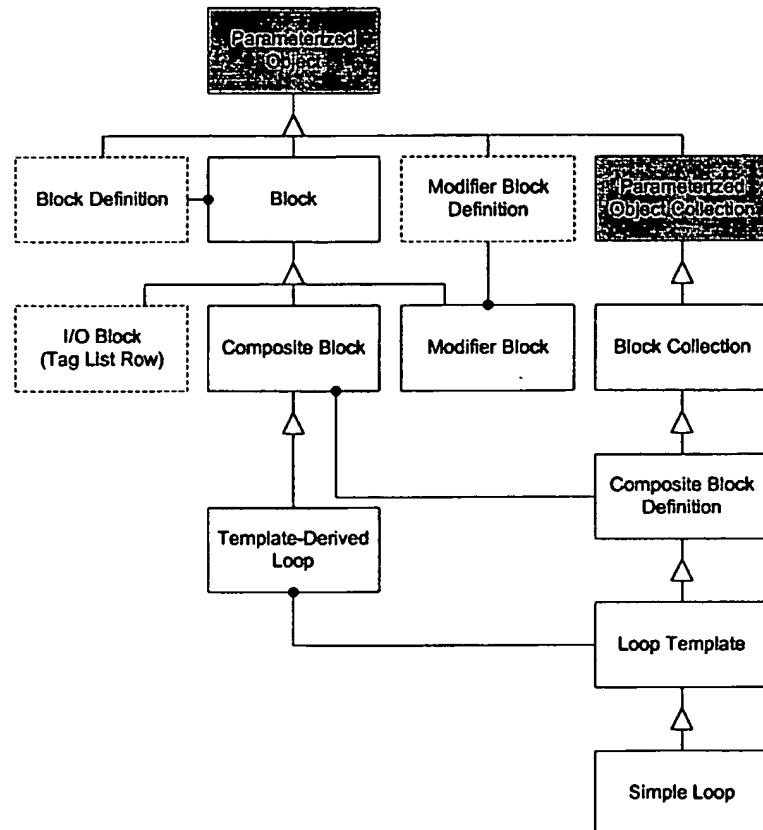 Parameterized
Object
Block Definition
Block
Modifier Block
Definition
Parameterized
Object Collection
I/O Block
(Tag List Row)
Composite Block
Modifier Block
Block Collection
Composite Block
Definition
Template-Derived
Loop
Loop Template
Simple Loop